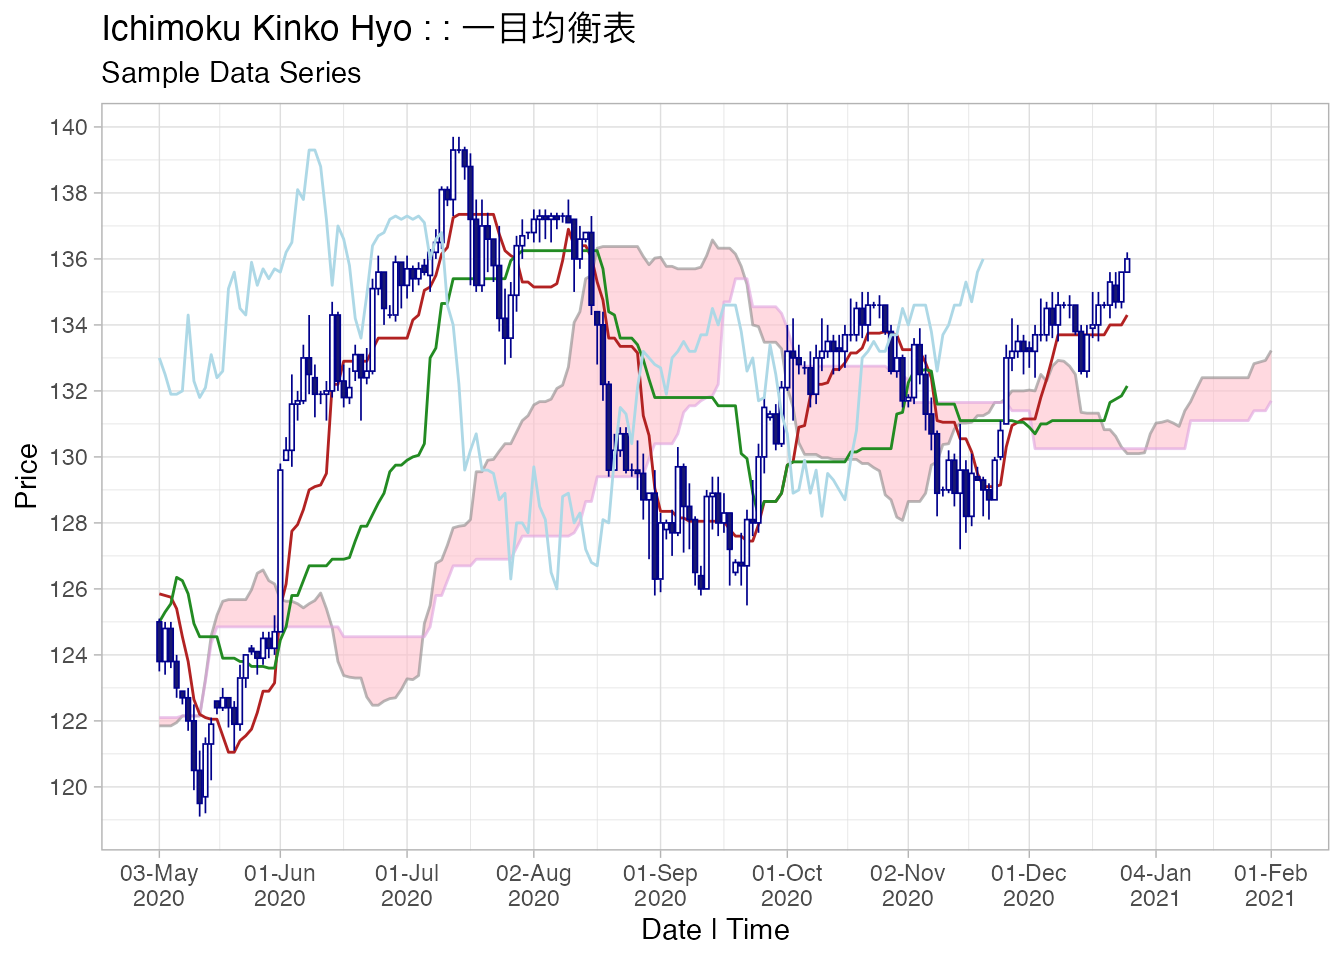 Ichimoku Kinko Hyo : : 一目均衡表
Sample Data Series
140
138
136
134
132
130
128
126
124
122
120
Price
03-May 2020
01-Jun 2020
01-Jul 2020
02-Aug 2020
01-Sep 2020
01-Oct 2020
02-Nov 2020
01-Dec 2020
04-Jan 2021
01-Feb 2021
Date | Time